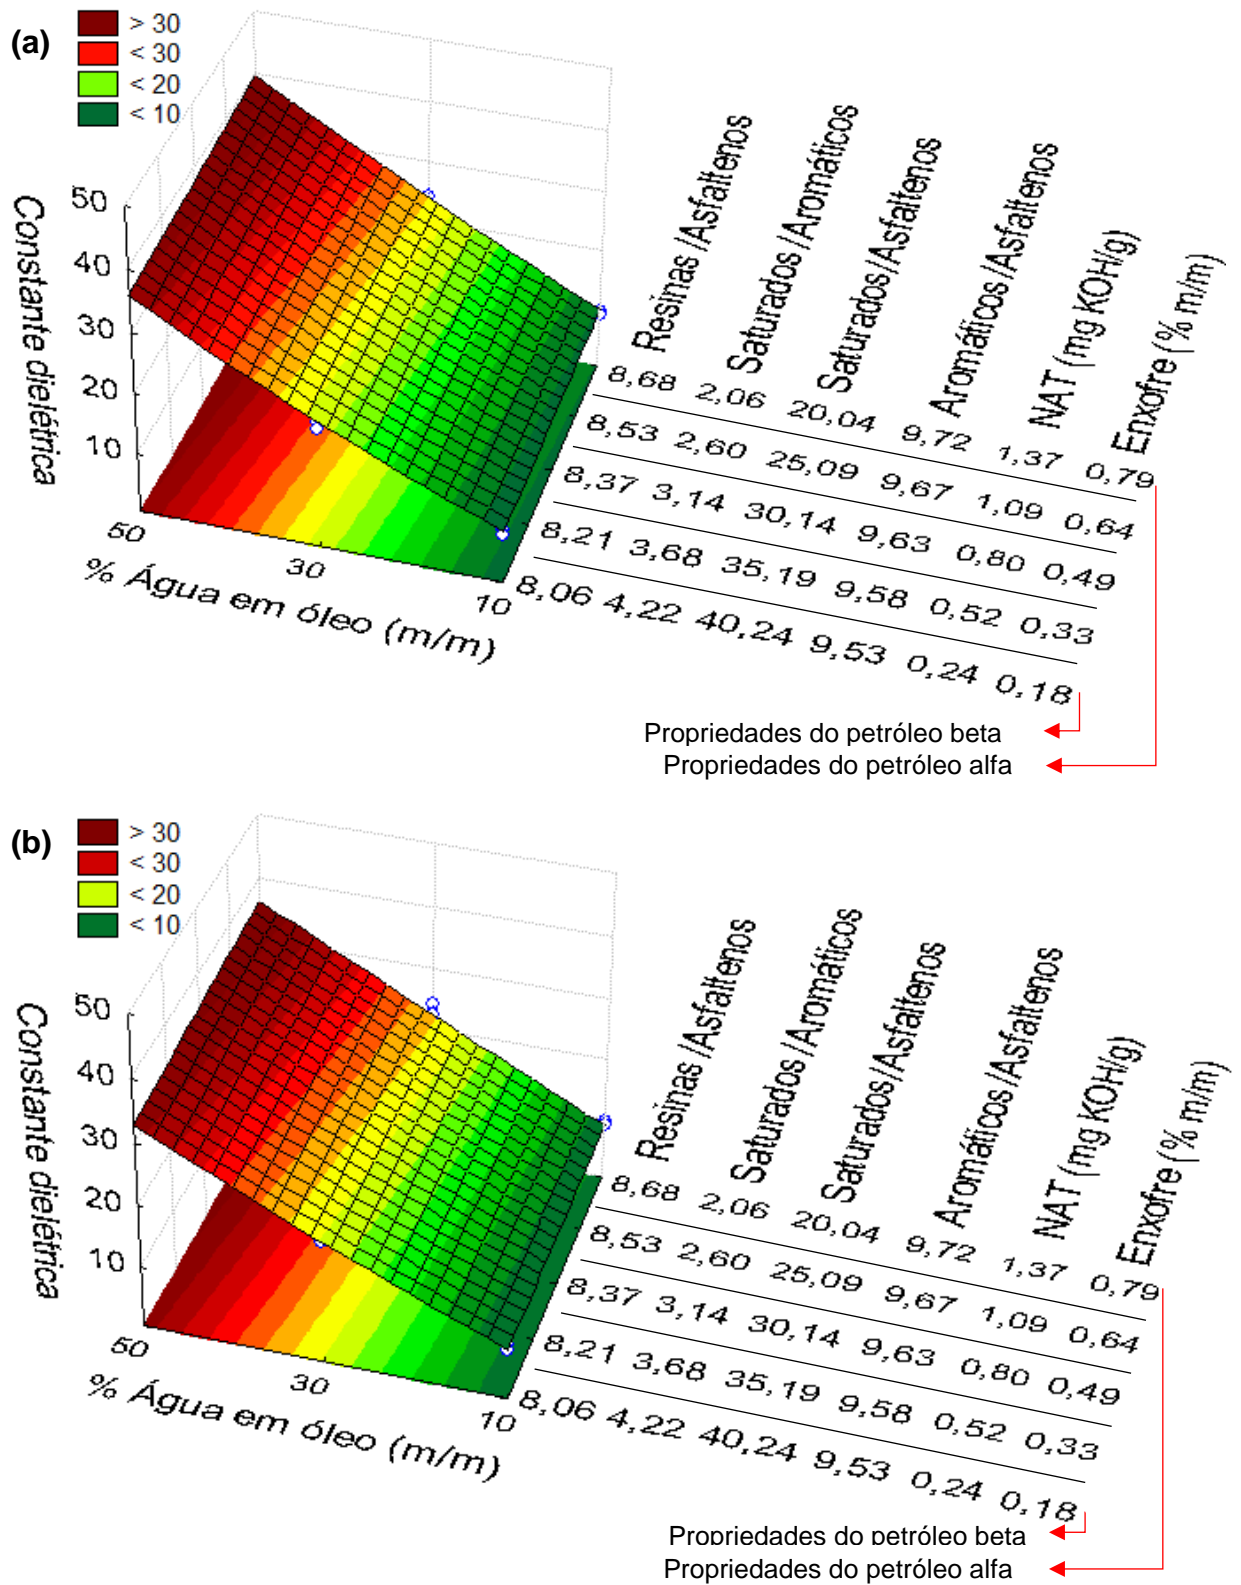 (a)
> 30
< 30
< 20
< 10
50
40
30
20
10
Constante dielétrica
50
30
10
% Água em óleo (m/m)
Resinas /Asfaltenos
Saturados /Aromáticos
Saturados /Asfaltenos
Aromáticos /Asfaltenos
NAT (mg KOH/g)
Enxofre (% m/m)
8,68 2,06 20,04 9,72 1,37 0,79
8,53 2,60 25,09 9,67 1,09 0,64
8,37 3,14 30,14 9,63 0,80 0,49
8,21 3,68 35,19 9,58 0,52 0,33
8,06 4,22 40,24 9,53 0,24 0,18
Propriedades do petróleo beta
Propriedades do petróleo alfa
(b)
> 30
< 30
< 20
< 10
50
40
30
20
10
Constante dielétrica
50
30
10
% Água em óleo (m/m)
Resinas /Asfaltenos
Saturados /Aromáticos
Saturados /Asfaltenos
Aromáticos /Asfaltenos
NAT (mg KOH/g)
Enxofre (% m/m)
8,68 2,06 20,04 9,72 1,37 0,79
8,53 2,60 25,09 9,67 1,09 0,64
8,37 3,14 30,14 9,63 0,80 0,49
8,21 3,68 35,19 9,58 0,52 0,33
8,06 4,22 40,24 9,53 0,24 0,18
Propriedades do petróleo beta
Propriedades do petróleo alfa